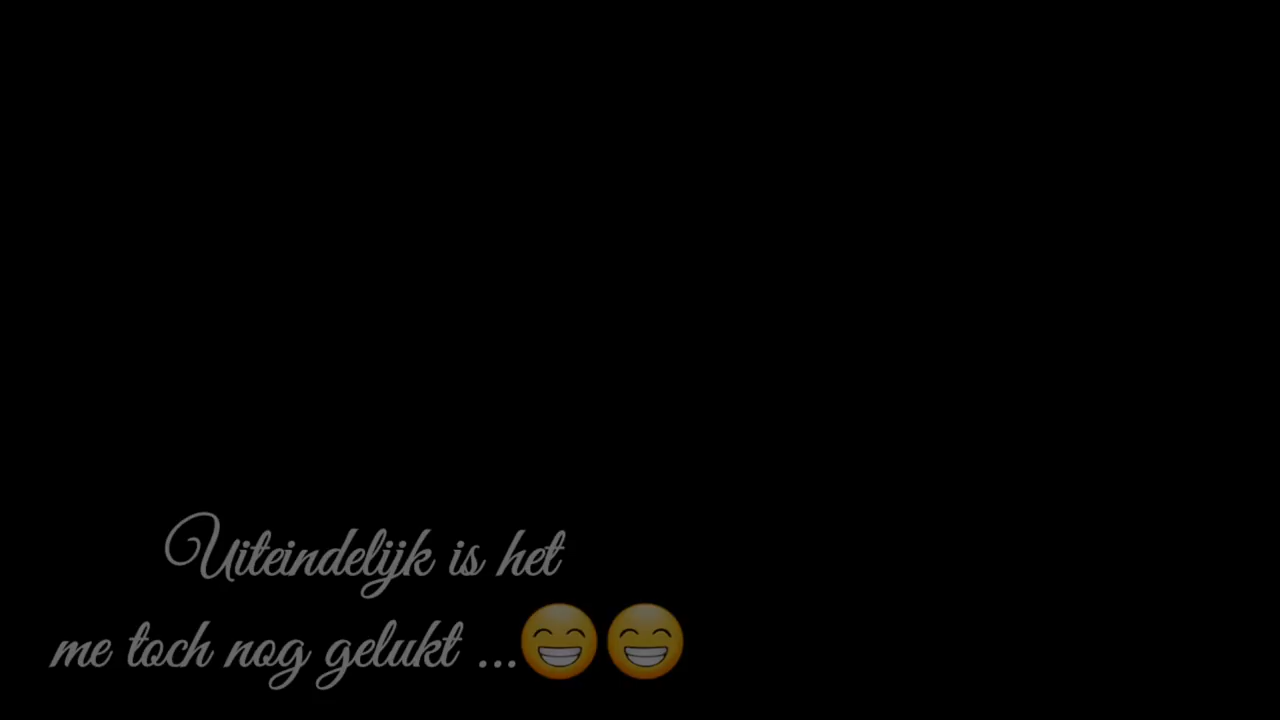 Uiteindelijk is het
me toch nog gelukt ...😁😁